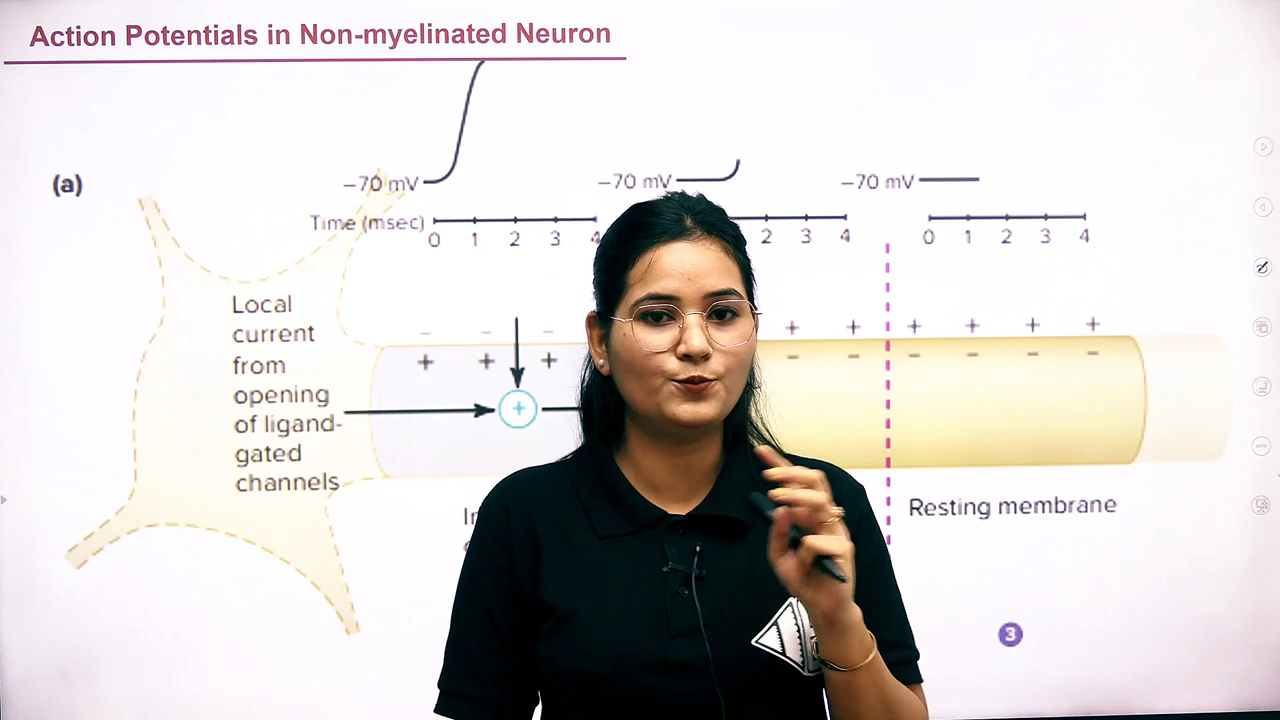 Action Potentials in Non-myelinated Neuron
(a)
−70 mV
−70 mV
−70 mV
Time (msec)
0 1 2 3 4
2 3 4
0 1 2 3 4
Local
current
from
opening
of ligand-
gated
channels
− − −
+ + +
+
+ + + + + +
− − − − − −
Resting membrane
3